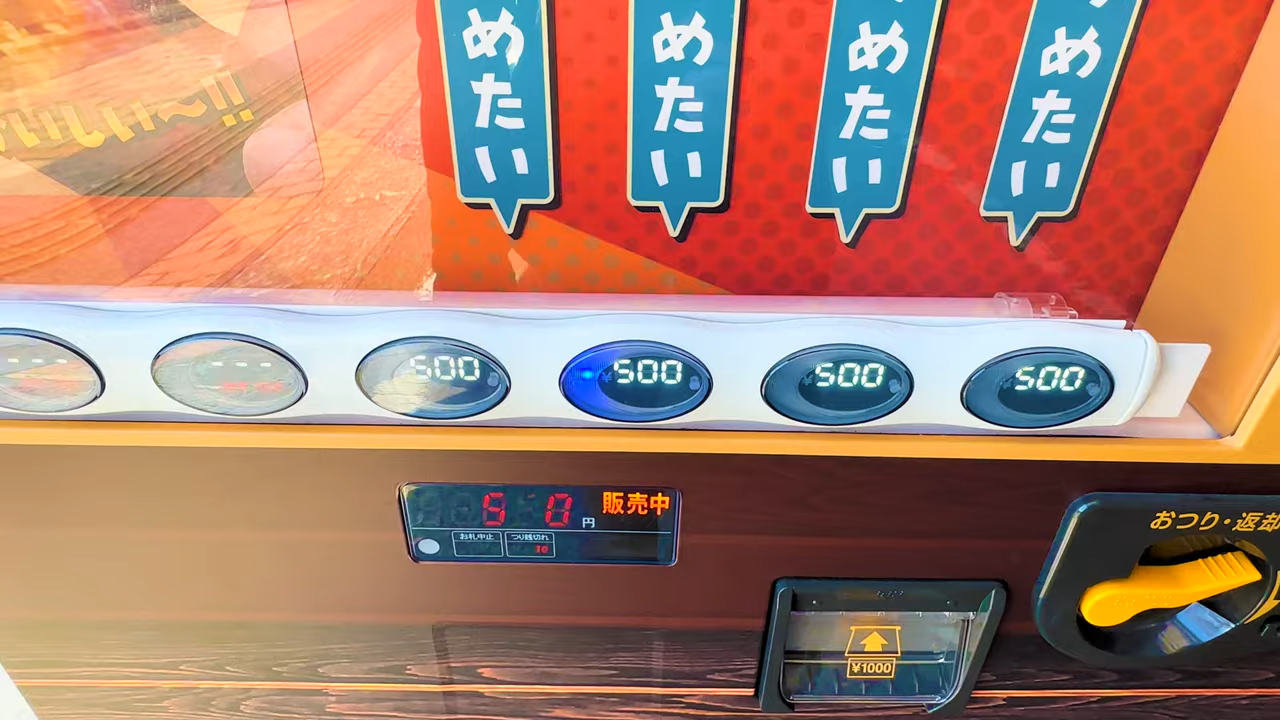 めたい
めたい
めたい
めたい
いしい～!!
500
500
500
500
販売中
円
お札中止
つり銭切れ
10
おつり・返却
¥1000